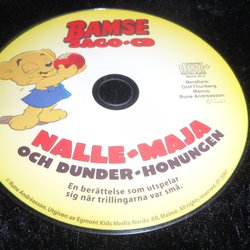 BAMSE
SAGO-CD
Berättare:
Olof Thunberg
Manus:
Rune Andréasson
NALLE-MAJA
OCH DUNDER-HONUNGEN
En berättelse som utspelar
sig när trillingarna var små.
© Rune Andréasson. Utgiven av Egmont Kids Media Nordic AB, Malmö. All rights reserved.